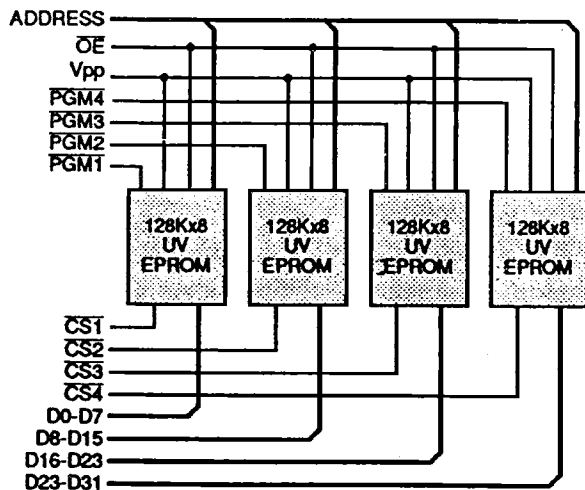 ADDRESS
OE
Vpp
PGM4
PGM3
PGM2
PGM1
128Kx8
UV
EPROM
128Kx8
UV
EPROM
128Kx8
UV
EPROM
128Kx8
UV
EPROM
CS1
CS2
CS3
CS4
D0-D7
D8-D15
D16-D23
D23-D31